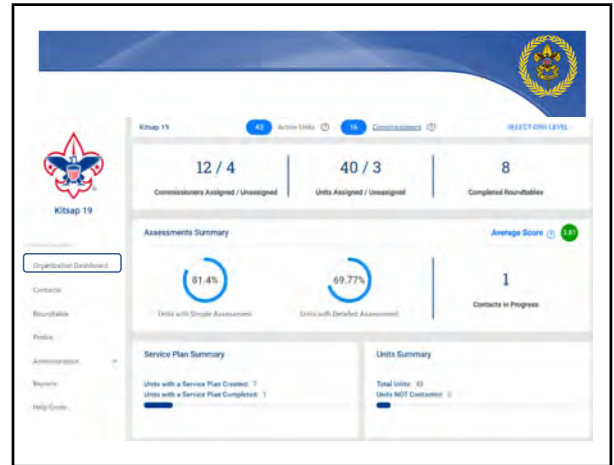 Kitsap 19
43 Active Units ? 16 Commissioners ?
SELECT ORG LEVEL
12 / 4
Commissioners Assigned / Unassigned
40 / 3
Units Assigned / Unassigned
8
Completed Roundtables
Kitsap 19
Organization Dashboard
Contacts
Roundtable
Profile
Administration
Reports
Help Guide
Assessments Summary
Average Score ? 3.81
81.4%
Units with Simple Assessment
69.77%
Units with Detailed Assessment
1
Contacts in Progress
Service Plan Summary
Units with a Service Plan Created: 7
Units with a Service Plan Completed: 1
Units Summary
Total Units: 43
Units NOT Contacted: 0